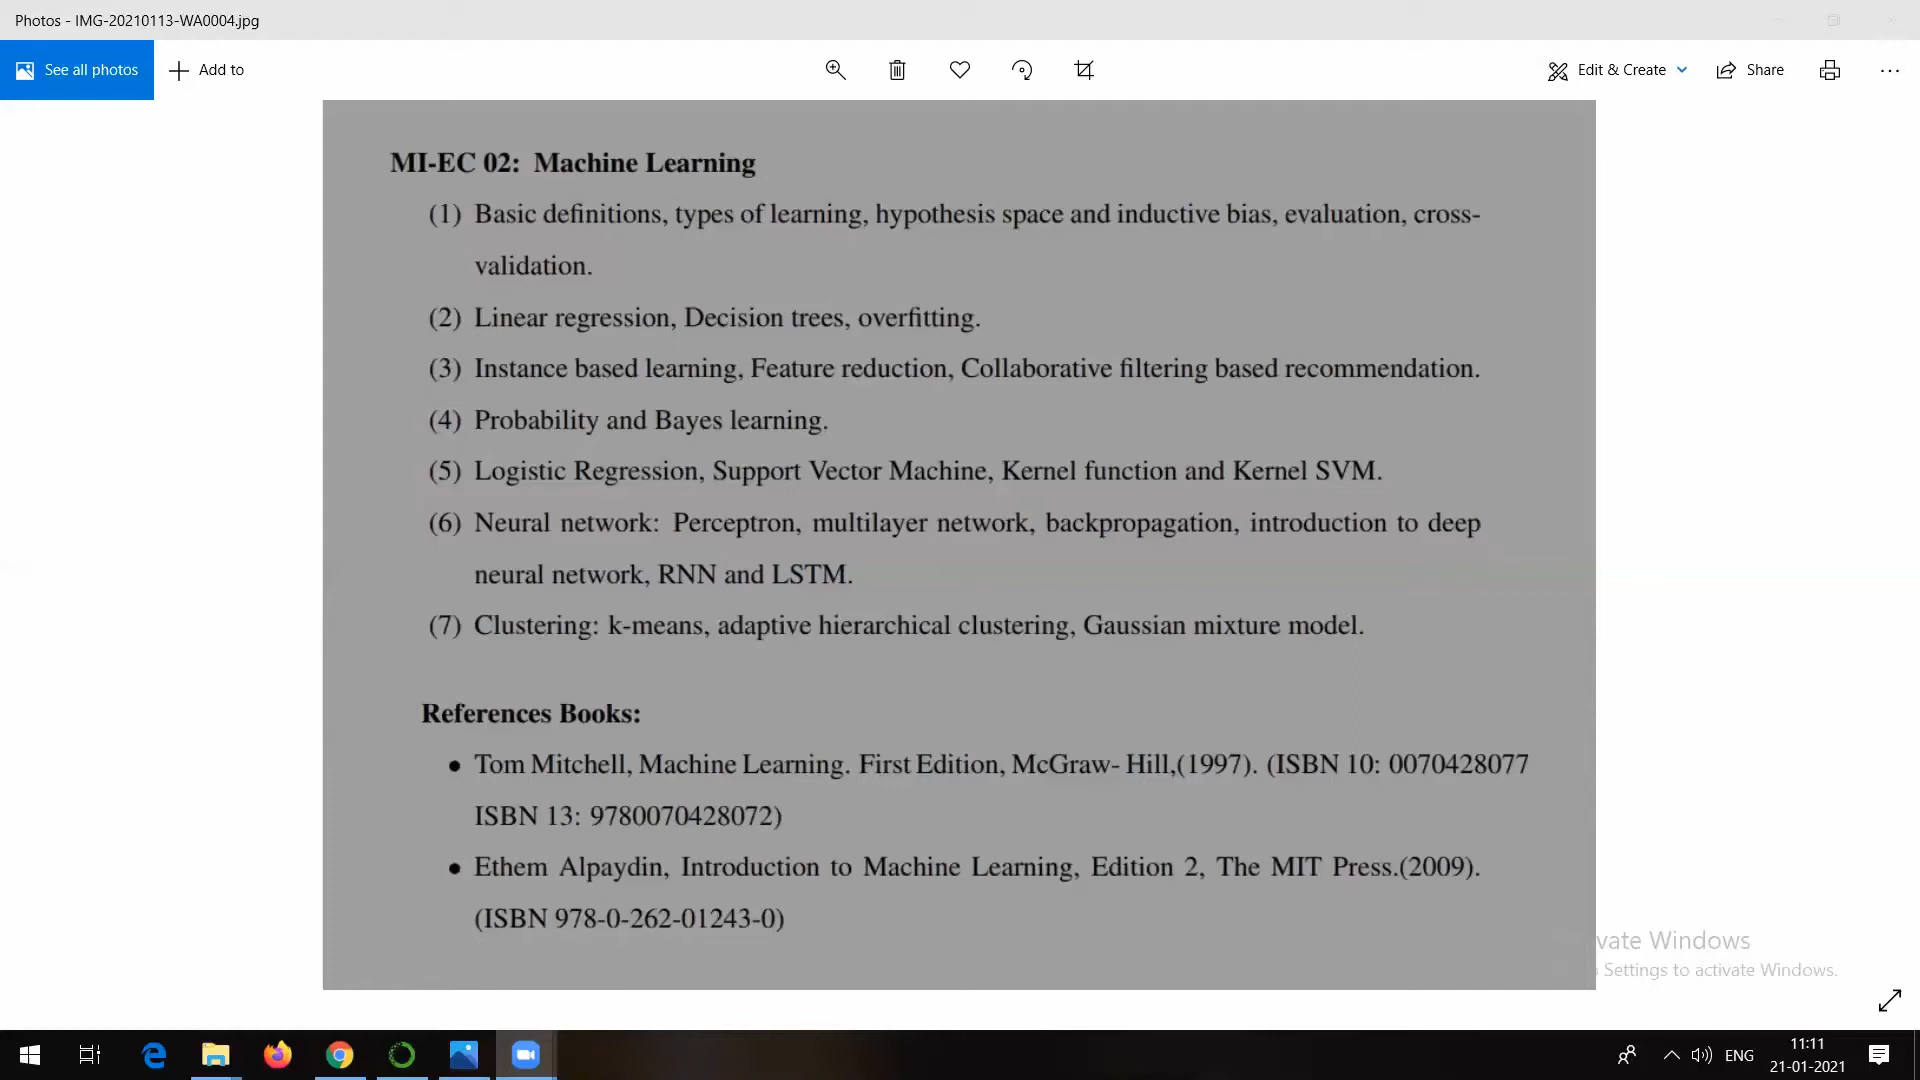 Photos - IMG-20210113-WA0004.jpg
See all photos
Add to
Edit & Create
Share
MI-EC 02: Machine Learning
(1) Basic definitions, types of learning, hypothesis space and inductive bias, evaluation, cross-
validation.
(2) Linear regression, Decision trees, overfitting.
(3) Instance based learning, Feature reduction, Collaborative filtering based recommendation.
(4) Probability and Bayes learning.
(5) Logistic Regression, Support Vector Machine, Kernel function and Kernel SVM.
(6) Neural network: Perceptron, multilayer network, backpropagation, introduction to deep
neural network, RNN and LSTM.
(7) Clustering: k-means, adaptive hierarchical clustering, Gaussian mixture model.
References Books:
• Tom Mitchell, Machine Learning. First Edition, McGraw- Hill,(1997). (ISBN 10: 0070428077
ISBN 13: 9780070428072)
• Ethem Alpaydin, Introduction to Machine Learning, Edition 2, The MIT Press.(2009).
(ISBN 978-0-262-01243-0)
vate Windows
Settings to activate Windows.
ENG
11:11
21-01-2021